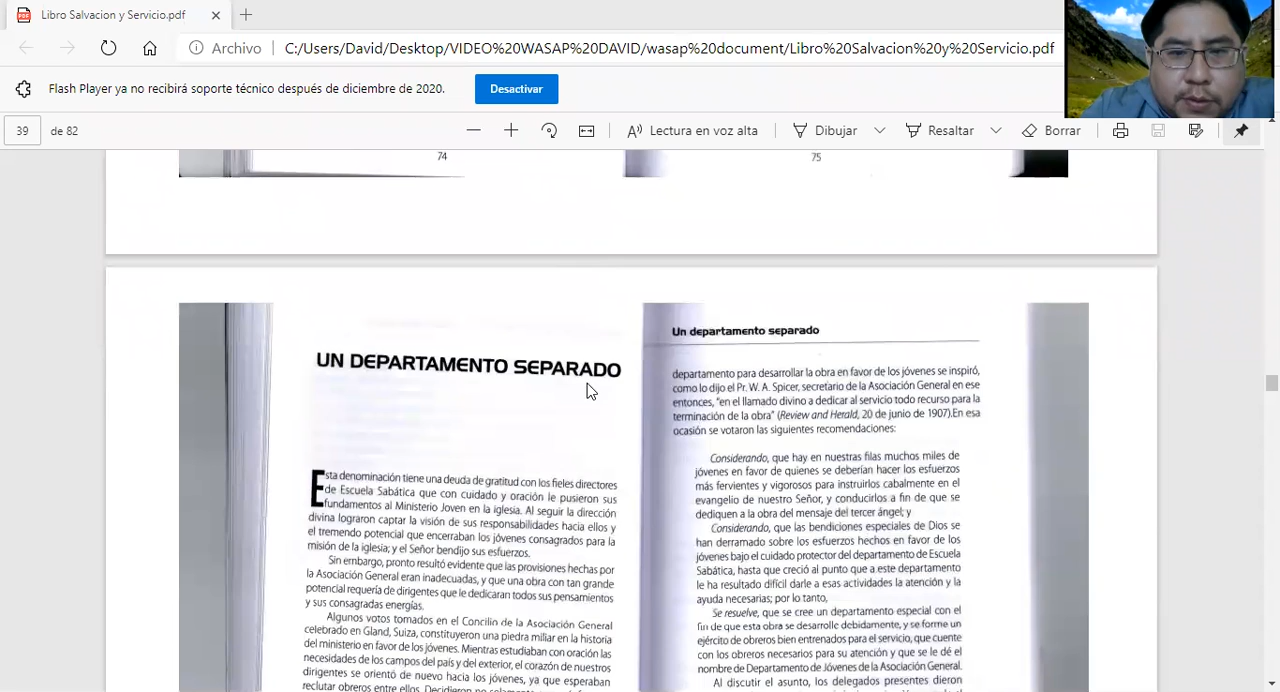 Libro Salvacion y Servicio.pdf
Archivo
C:/Users/David/Desktop/VIDEO%20WASAP%20DAVID/wasap%20document/Libro%20Salvacion%20y%20Servicio.pdf
Flash Player ya no recibirá soporte técnico después de diciembre de 2020.
Desactivar
39 de 82
Lectura en voz alta
Dibujar
Resaltar
Borrar
74
75
UN DEPARTAMENTO SEPARADO
Esta denominación tiene una deuda de gratitud con los fieles directores
de Escuela Sabática que con cuidado y oración le pusieron sus
fundamentos al Ministerio Joven en la iglesia. Al seguir la dirección
divina lograron captar la visión de sus responsabilidades hacia ellos y
el tremendo potencial que encerraban los jóvenes consagrados para la
misión de la iglesia; y el Señor bendijo sus esfuerzos.
Sin embargo, pronto resultó evidente que las provisiones hechas por
la Asociación General eran inadecuadas, y que una obra con tan grande
potencial requería de dirigentes que le dedicaran todos sus pensamientos
y sus consagradas energías.
Algunos votos tomados en el Concilio de la Asociación General
celebrado en Gland, Suiza, constituyeron una piedra miliar en la historia
del ministerio en favor de los jóvenes. Mientras estudiaban con oración las
necesidades de los campos del país y del exterior, el corazón de nuestros
dirigentes se orientó de nuevo hacia los jóvenes, ya que esperaban
reclutar obreros entre ellos. Decidieron no solamente
Un departamento separado
departamento para desarrollar la obra en favor de los jóvenes se inspiró,
como lo dijo el Pr. W. A. Spicer, secretario de la Asociación General en ese
entonces, "en el llamado divino a dedicar al servicio todo recurso para la
terminación de la obra" (Review and Herald, 20 de junio de 1907).En esa
ocasión se votaron las siguientes recomendaciones:
Considerando, que hay en nuestras filas muchos miles de
jóvenes en favor de quienes se deberían hacer los esfuerzos
más fervientes y vigorosos para instruirlos cabalmente en el
evangelio de nuestro Señor, y conducirlos a fin de que se
dediquen a la obra del mensaje del tercer ángel; y
Considerando, que las bendiciones especiales de Dios se
han derramado sobre los esfuerzos hechos en favor de los
jóvenes bajo el cuidado protector del departamento de Escuela
Sabática, hasta que creció al punto que a este departamento
le ha resultado difícil darle a esas actividades la atención y la
ayuda necesarias; por lo tanto,
Se resuelve, que se cree un departamento especial con el
fin de que esta obra se desarrolle debidamente, y se forme un
ejército de obreros bien entrenados para el servicio, que cuente
con los obreros necesarios para su atención y que se le dé el
nombre de Departamento de Jóvenes de la Asociación General.
Al discutir el asunto, los delegados presentes dieron